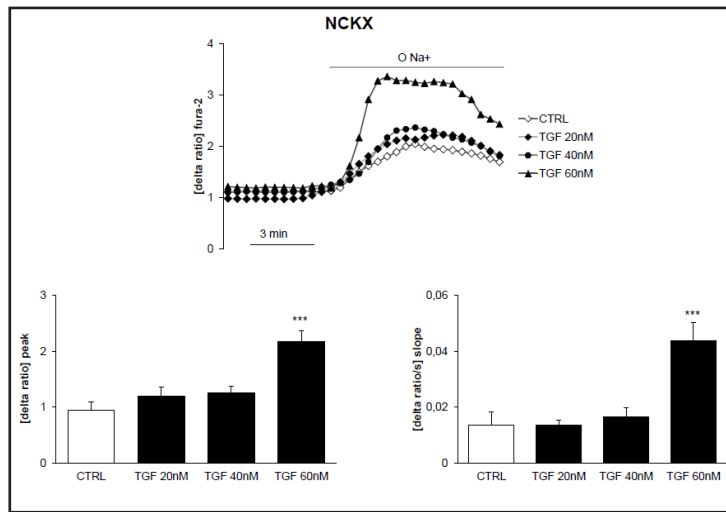 NCKX
[delta ratio] fura-2
4
3
2
1
0
O Na+
3 min
CTRL
TGF 20nM
TGF 40nM
TGF 60nM
[delta ratio] peak
3
2
1
0
***
CTRL
TGF 20nM
TGF 40nM
TGF 60nM
[delta ratio/s] slope
0,06
0,04
0,02
0
***
CTRL
TGF 20nM
TGF 40nM
TGF 60nM